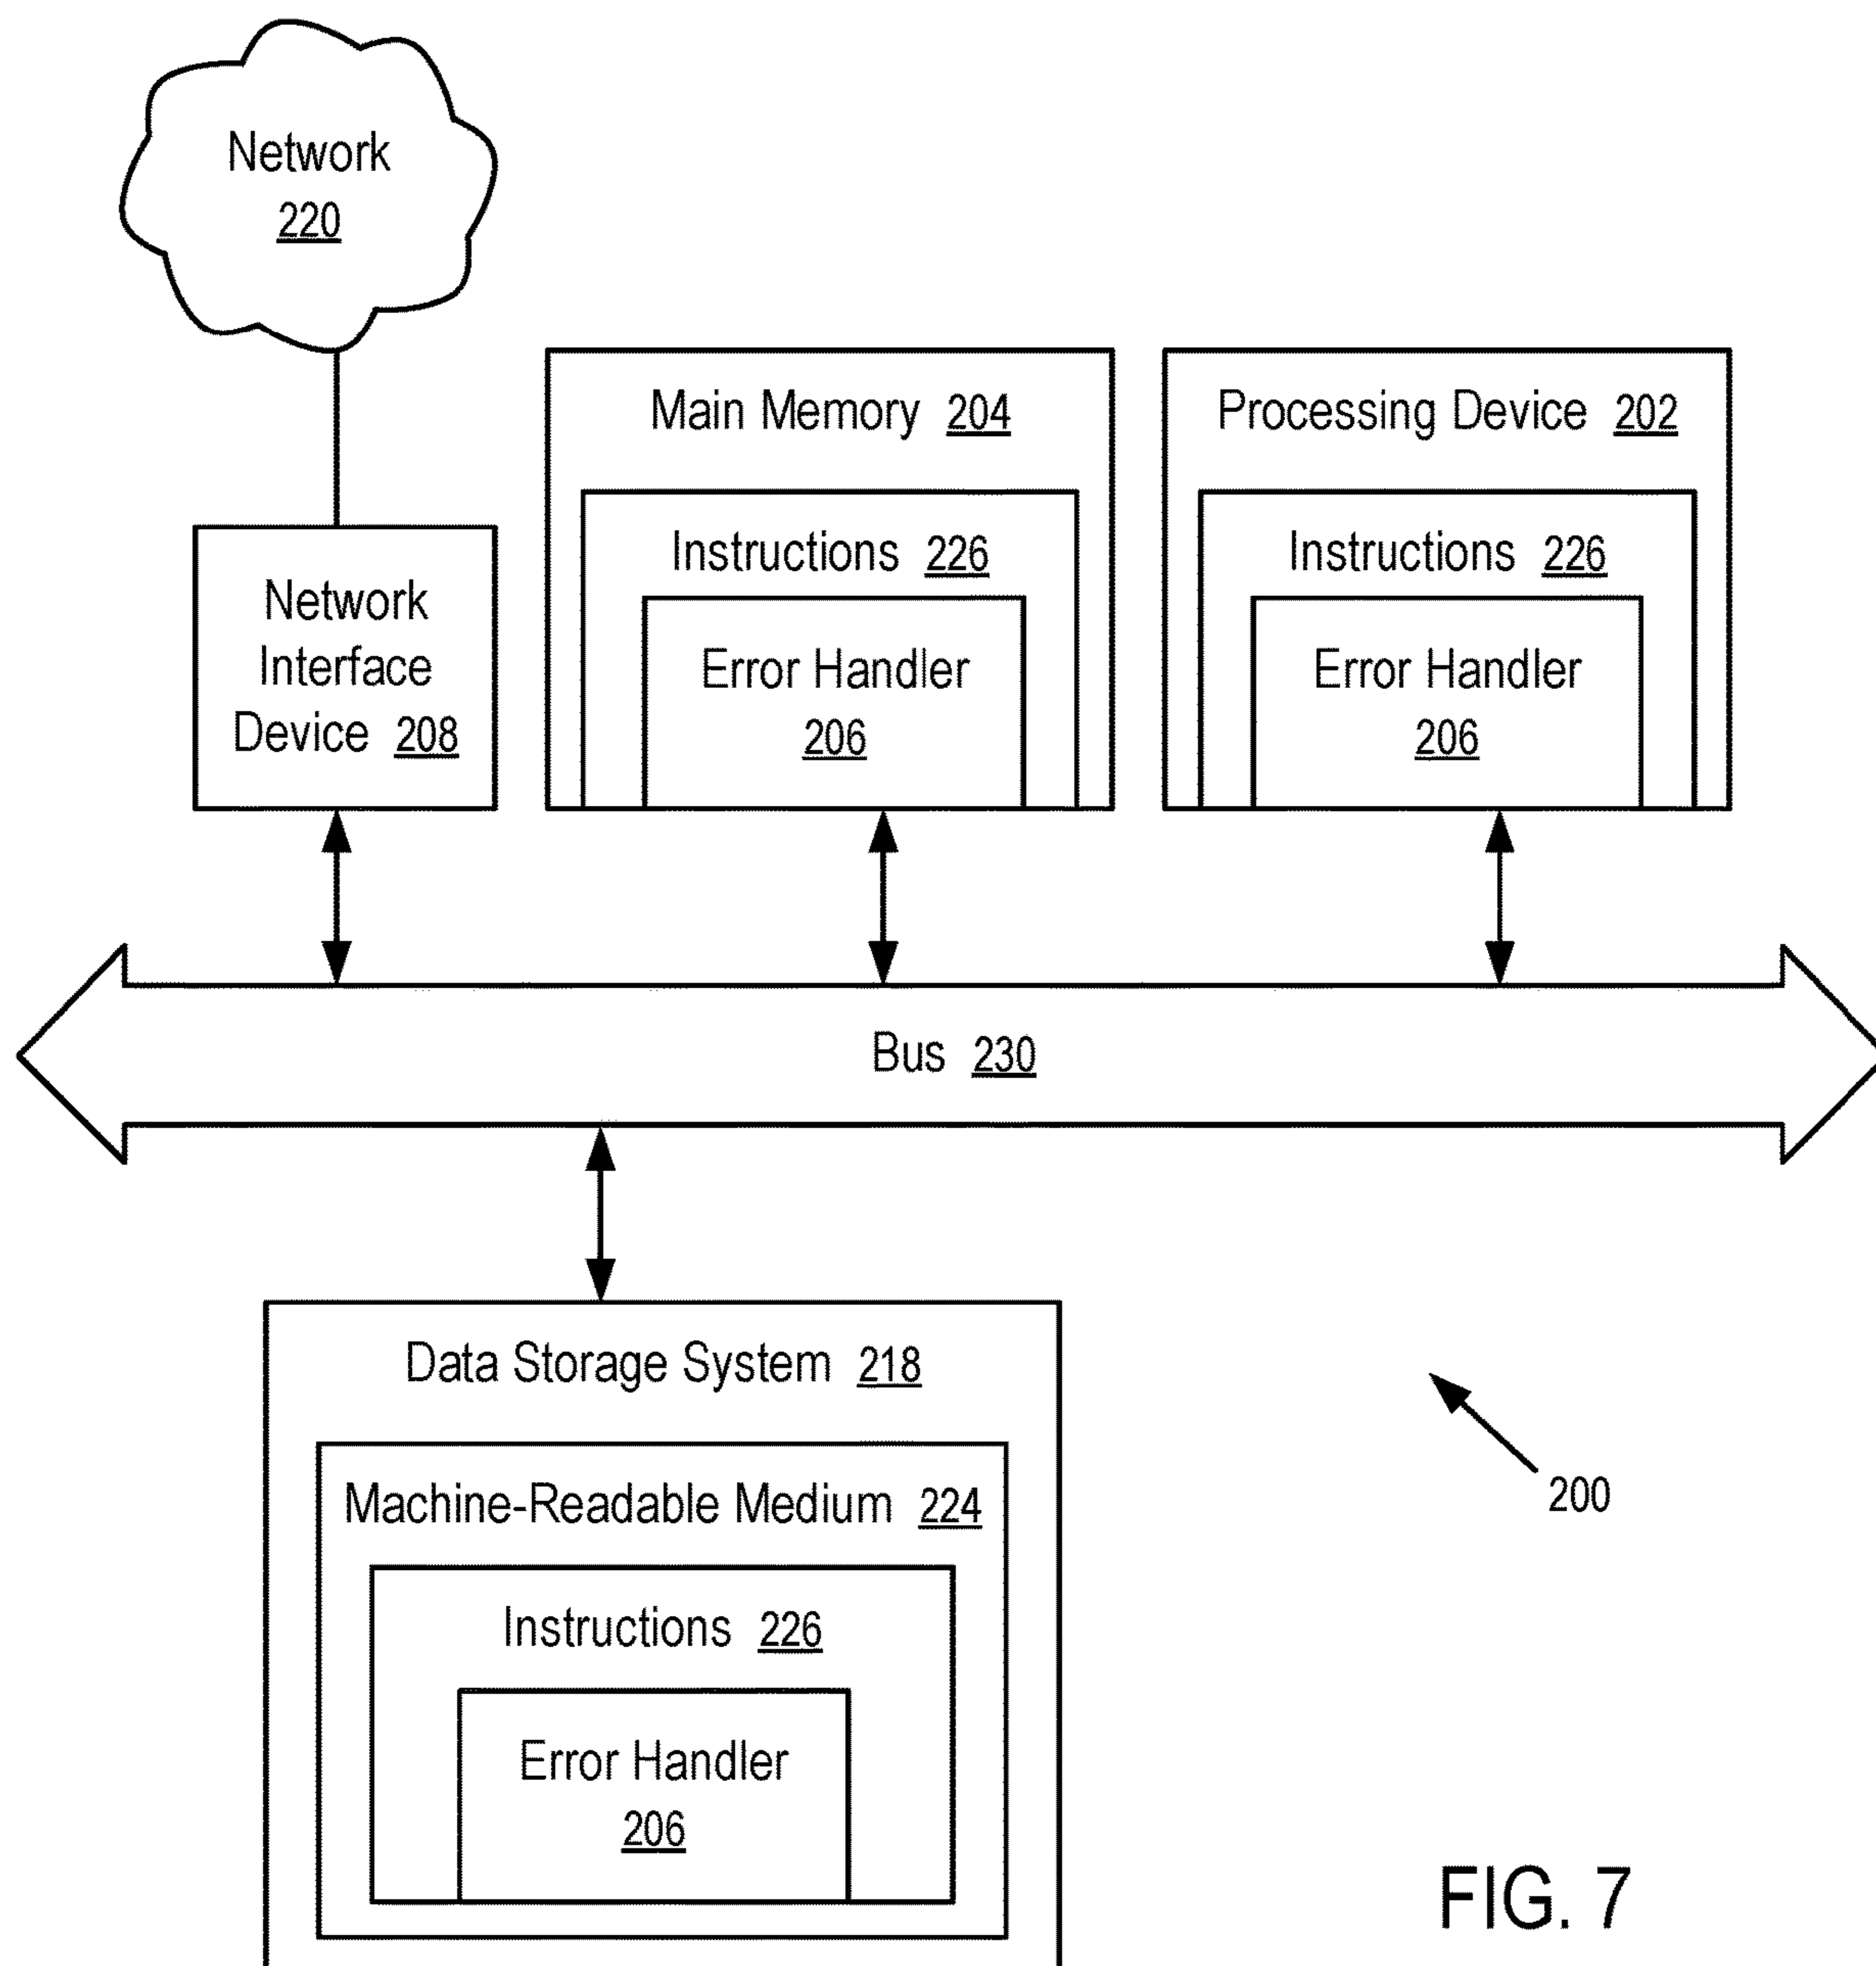 Network
220
Main Memory 204
Processing Device 202
Instructions 226
Instructions 226
Network
Interface
Device 208
Error Handler
206
Error Handler
206
Bus 230
Data Storage System 218
Machine-Readable Medium 224
Instructions 226
Error Handler
206
200
FIG. 7